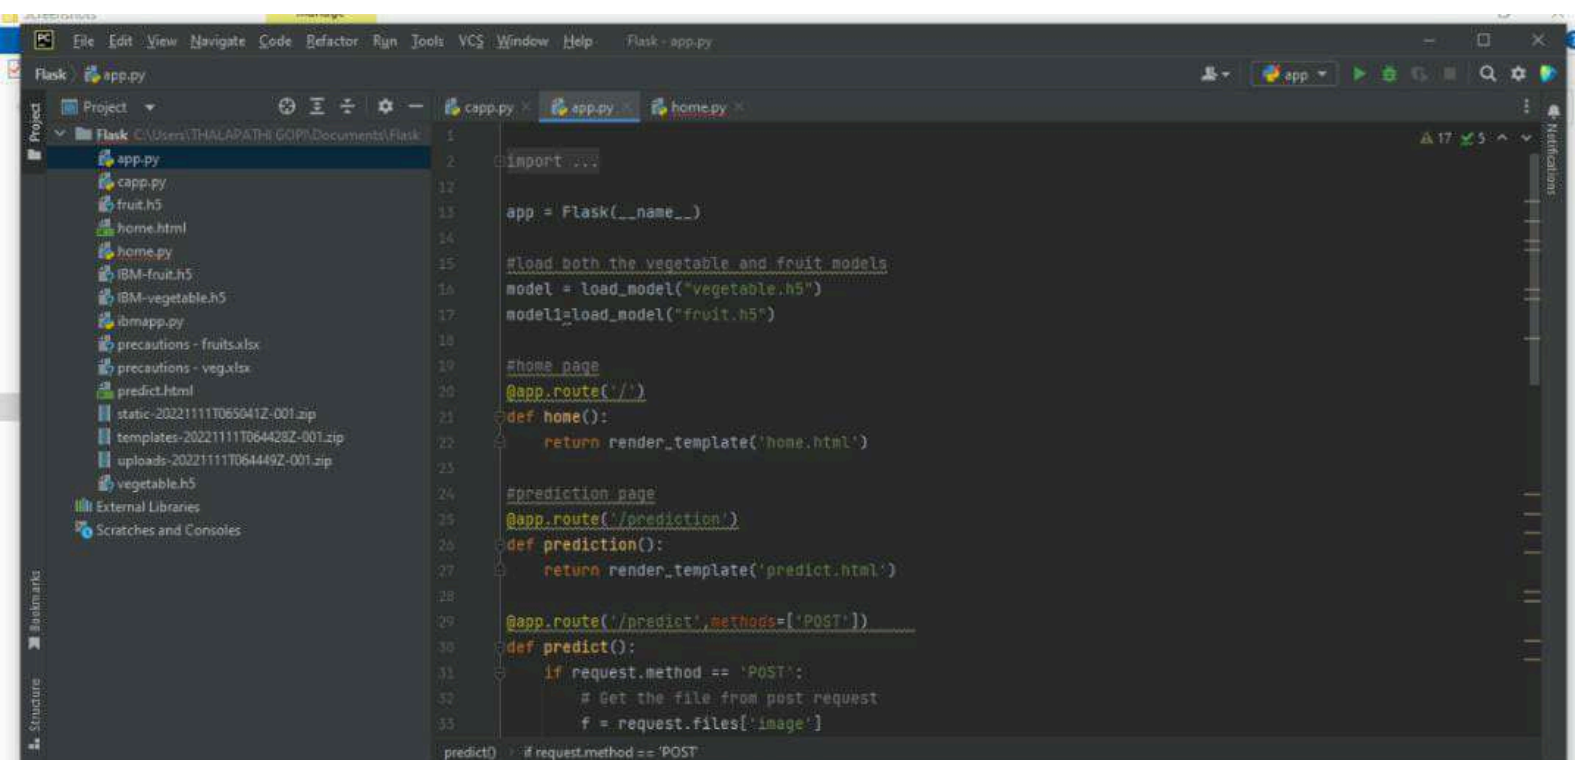 Screenshots
Manage
PC File Edit View Navigate Code Refactor Run Tools VCS Window Help Flask - app.py
Flask app.py
app
Project
capp.py app.py home.py
Project
Notifications
Flask C:\Users\THALAPATHI GOPI\Documents\Flask
17 5
app.py
capp.py
fruit.h5
home.html
home.py
IBM-fruit.h5
IBM-vegetable.h5
ibmapp.py
precautions - fruits.xlsx
precautions - veg.xlsx
predict.html
static-20221111T065041Z-001.zip
templates-20221111T064428Z-001.zip
uploads-20221111T064449Z-001.zip
vegetable.h5
External Libraries
Scratches and Consoles
Bookmarks
Structure
1
2 import ...
12
13 app = Flask(__name__)
14
15 #load both the vegetable and fruit models
16 model = load_model("vegetable.h5")
17 model1=load_model("fruit.h5")
18
19 #home page
20 @app.route('/')
21 def home():
22 return render_template('home.html')
23
24 #prediction page
25 @app.route('/prediction')
26 def prediction():
27 return render_template('predict.html')
28
29 @app.route('/predict',methods=['POST'])
30 def predict():
31 if request.method == 'POST':
32 # Get the file from post request
33 f = request.files['image']
predict() if request.method == 'POST'